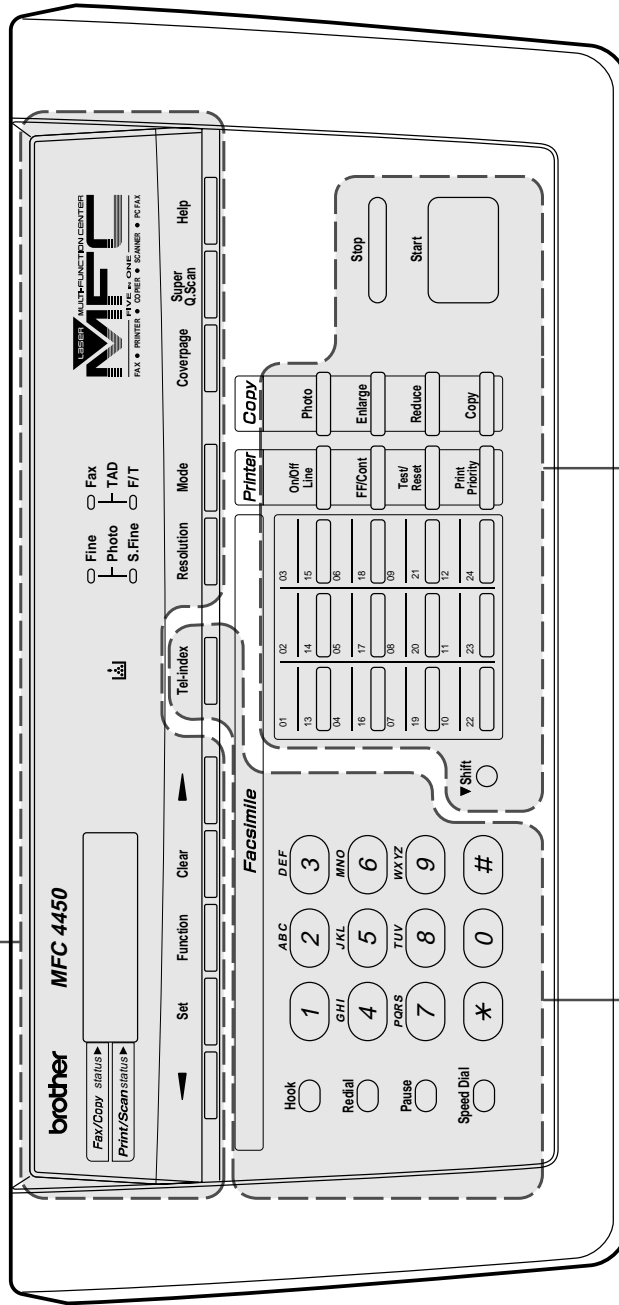 brother MFC 4450
Fax/Copy status▶
Print/Scan status▶
LASER MULTI-FUNCTION CENTER
MFC
FIVE IN ONE
FAX ● PRINTER ● COPIER ● SCANNER ● PC FAX
Fine Fax
Photo TAD
S.Fine F/T
Set Function Clear Tel-index Resolution Mode Coverpage Super Q.Scan Help
Facsimile Printer Copy
Hook
Redial
Pause
Speed Dial
1 ABC 2 DEF 3
GHI 4 JKL 5 MNO 6
PQRS 7 TUV 8 WXYZ 9
* 0 #
▼Shift
01 02 03
13 14 15
04 05 06
16 17 18
07 08 09
19 20 21
10 11 12
22 23 24
On/Off Line Photo
FF/Cont Enlarge
Test/Reset Reduce
Print Priority Copy
Stop
Start